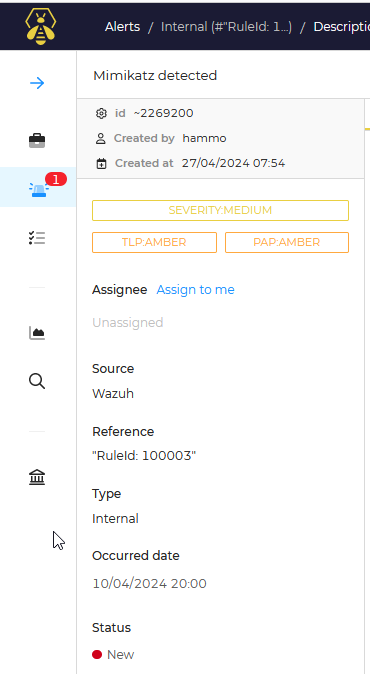 Alerts / Internal (#"RuleId: 1...) / Descripti
Mimikatz detected
id ~2269200
Created by hammo
Created at 27/04/2024 07:54
1
SEVERITY:MEDIUM
TLP:AMBER PAP:AMBER
Assignee Assign to me
Unassigned
Source
Wazuh
Reference
"RuleId: 100003"
Type
Internal
Occurred date
10/04/2024 20:00
Status
New